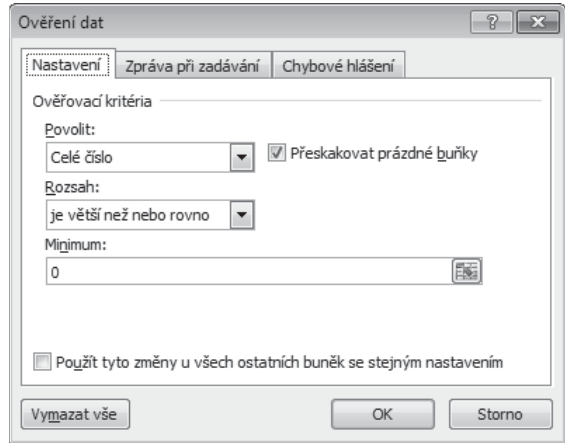 Ověření dat
Nastavení Zpráva při zadávání Chybové hlášení
Ověřovací kritéria
Povolit:
Celé číslo Přeskakovat prázdné buňky
Rozsah:
je větší než nebo rovno
Minimum:
0
Použít tyto změny u všech ostatních buněk se stejným nastavením
Vymazat vše OK Storno